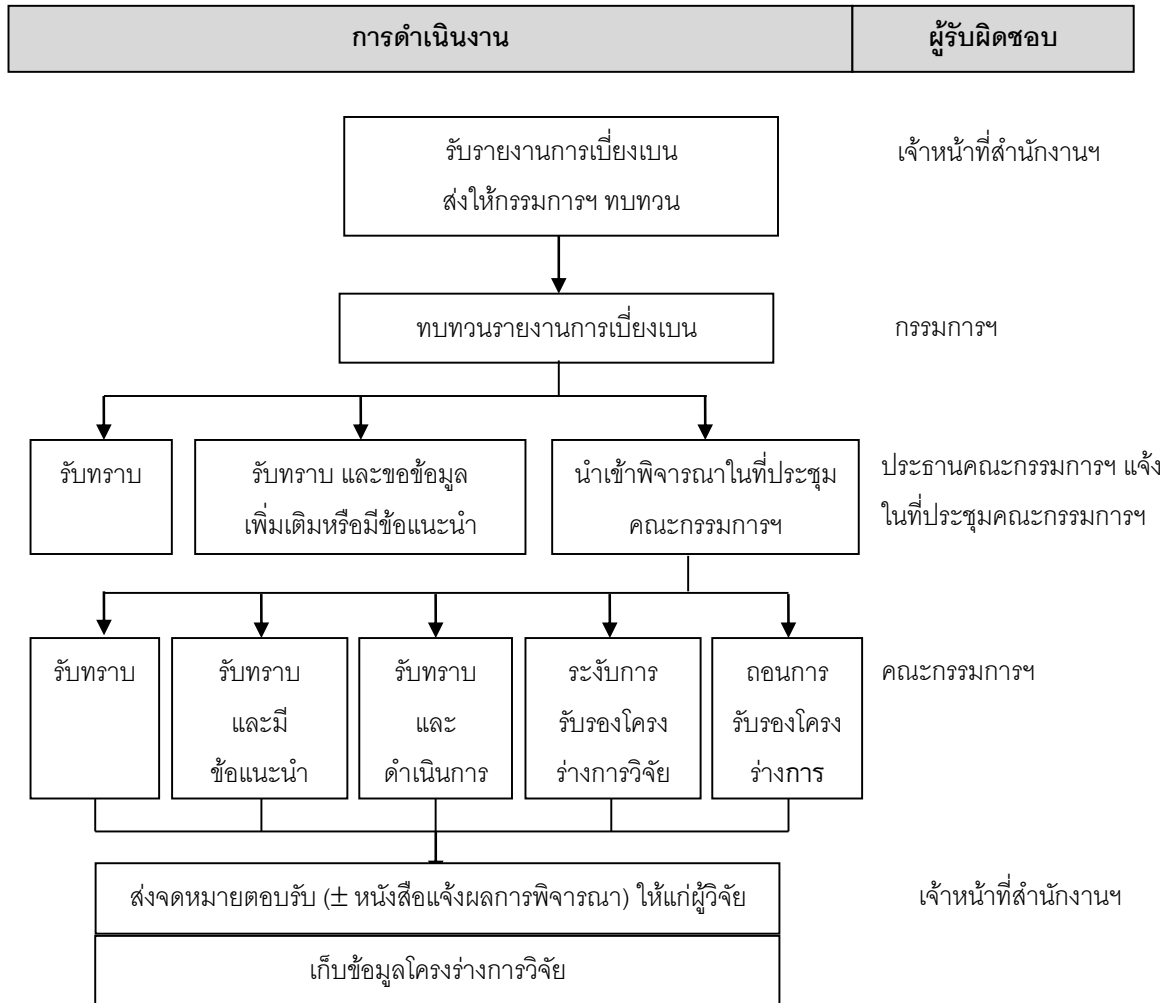 การดำเนินงาน
ผู้รับผิดชอบ
รับรายงานการเบี่ยงเบน
ส่งให้กรรมการฯ ทบทวน
เจ้าหน้าที่สำนักงานฯ
ทบทวนรายงานการเบี่ยงเบน
กรรมการฯ
รับทราบ
รับทราบ และขอข้อมูล
เพิ่มเติมหรือมีข้อแนะนำ
นำเข้าพิจารณาในที่ประชุม
คณะกรรมการฯ
ประธานคณะกรรมการฯ แจ้ง
ในที่ประชุมคณะกรรมการฯ
รับทราบ
รับทราบ
และมี
ข้อแนะนำ
รับทราบ
และ
ดำเนินการ
ระงับการ
รับรองโครง
ร่างการวิจัย
ถอนการ
รับรองโครง
ร่างการ
คณะกรรมการฯ
ส่งจดหมายตอบรับ (± หนังสือแจ้งผลการพิจารณา) ให้แก่ผู้วิจัย
เจ้าหน้าที่สำนักงานฯ
เก็บข้อมูลโครงร่างการวิจัย